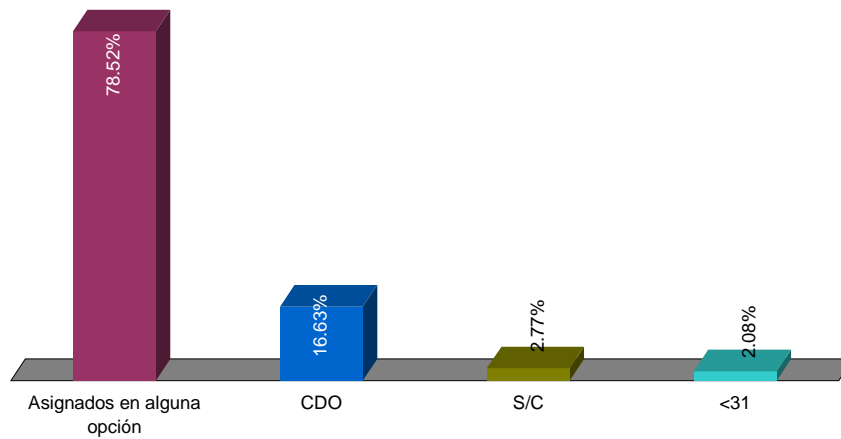 78.52%
16.63%
2.77%
2.08%
Asignados en alguna
opción
CDO
S/C
<31